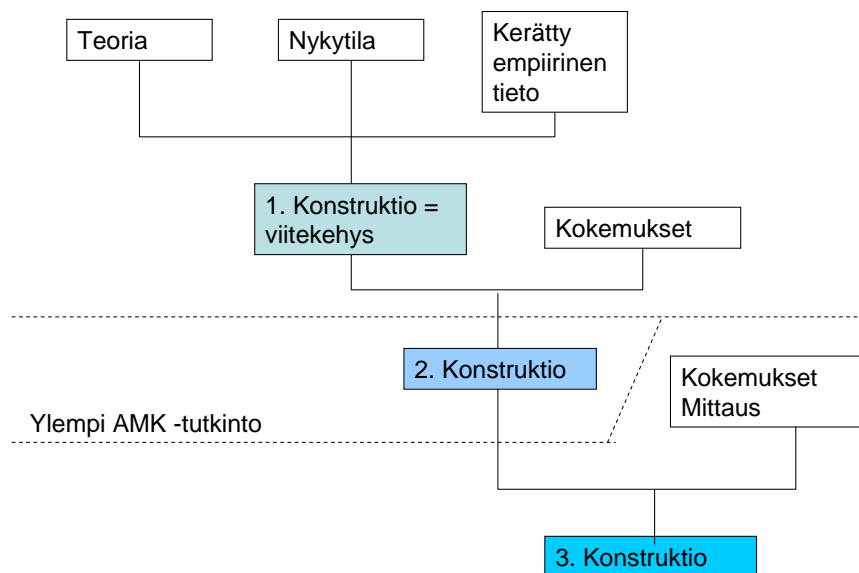 Teoria
Nykytila
Kerätty
empiirinen
tieto
1. Konstruktio =
viitekehys
Kokemukset
2. Konstruktio
Kokemukset
Mittaus
Ylempi AMK -tutkinto
3. Konstruktio